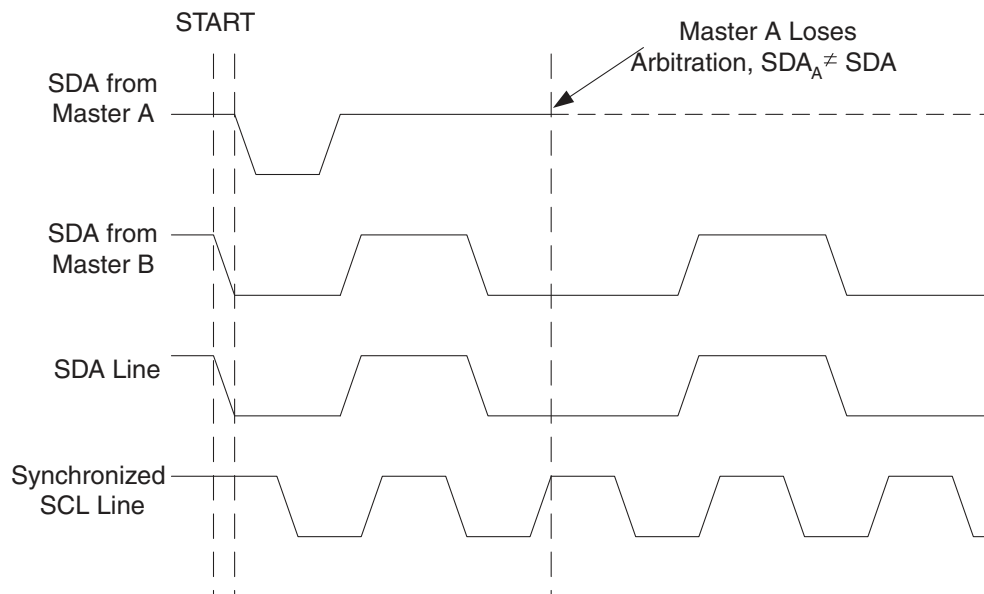 START
Master A Loses
Arbitration, SDA_A ≠ SDA
SDA from
Master A
SDA from
Master B
SDA Line
Synchronized
SCL Line